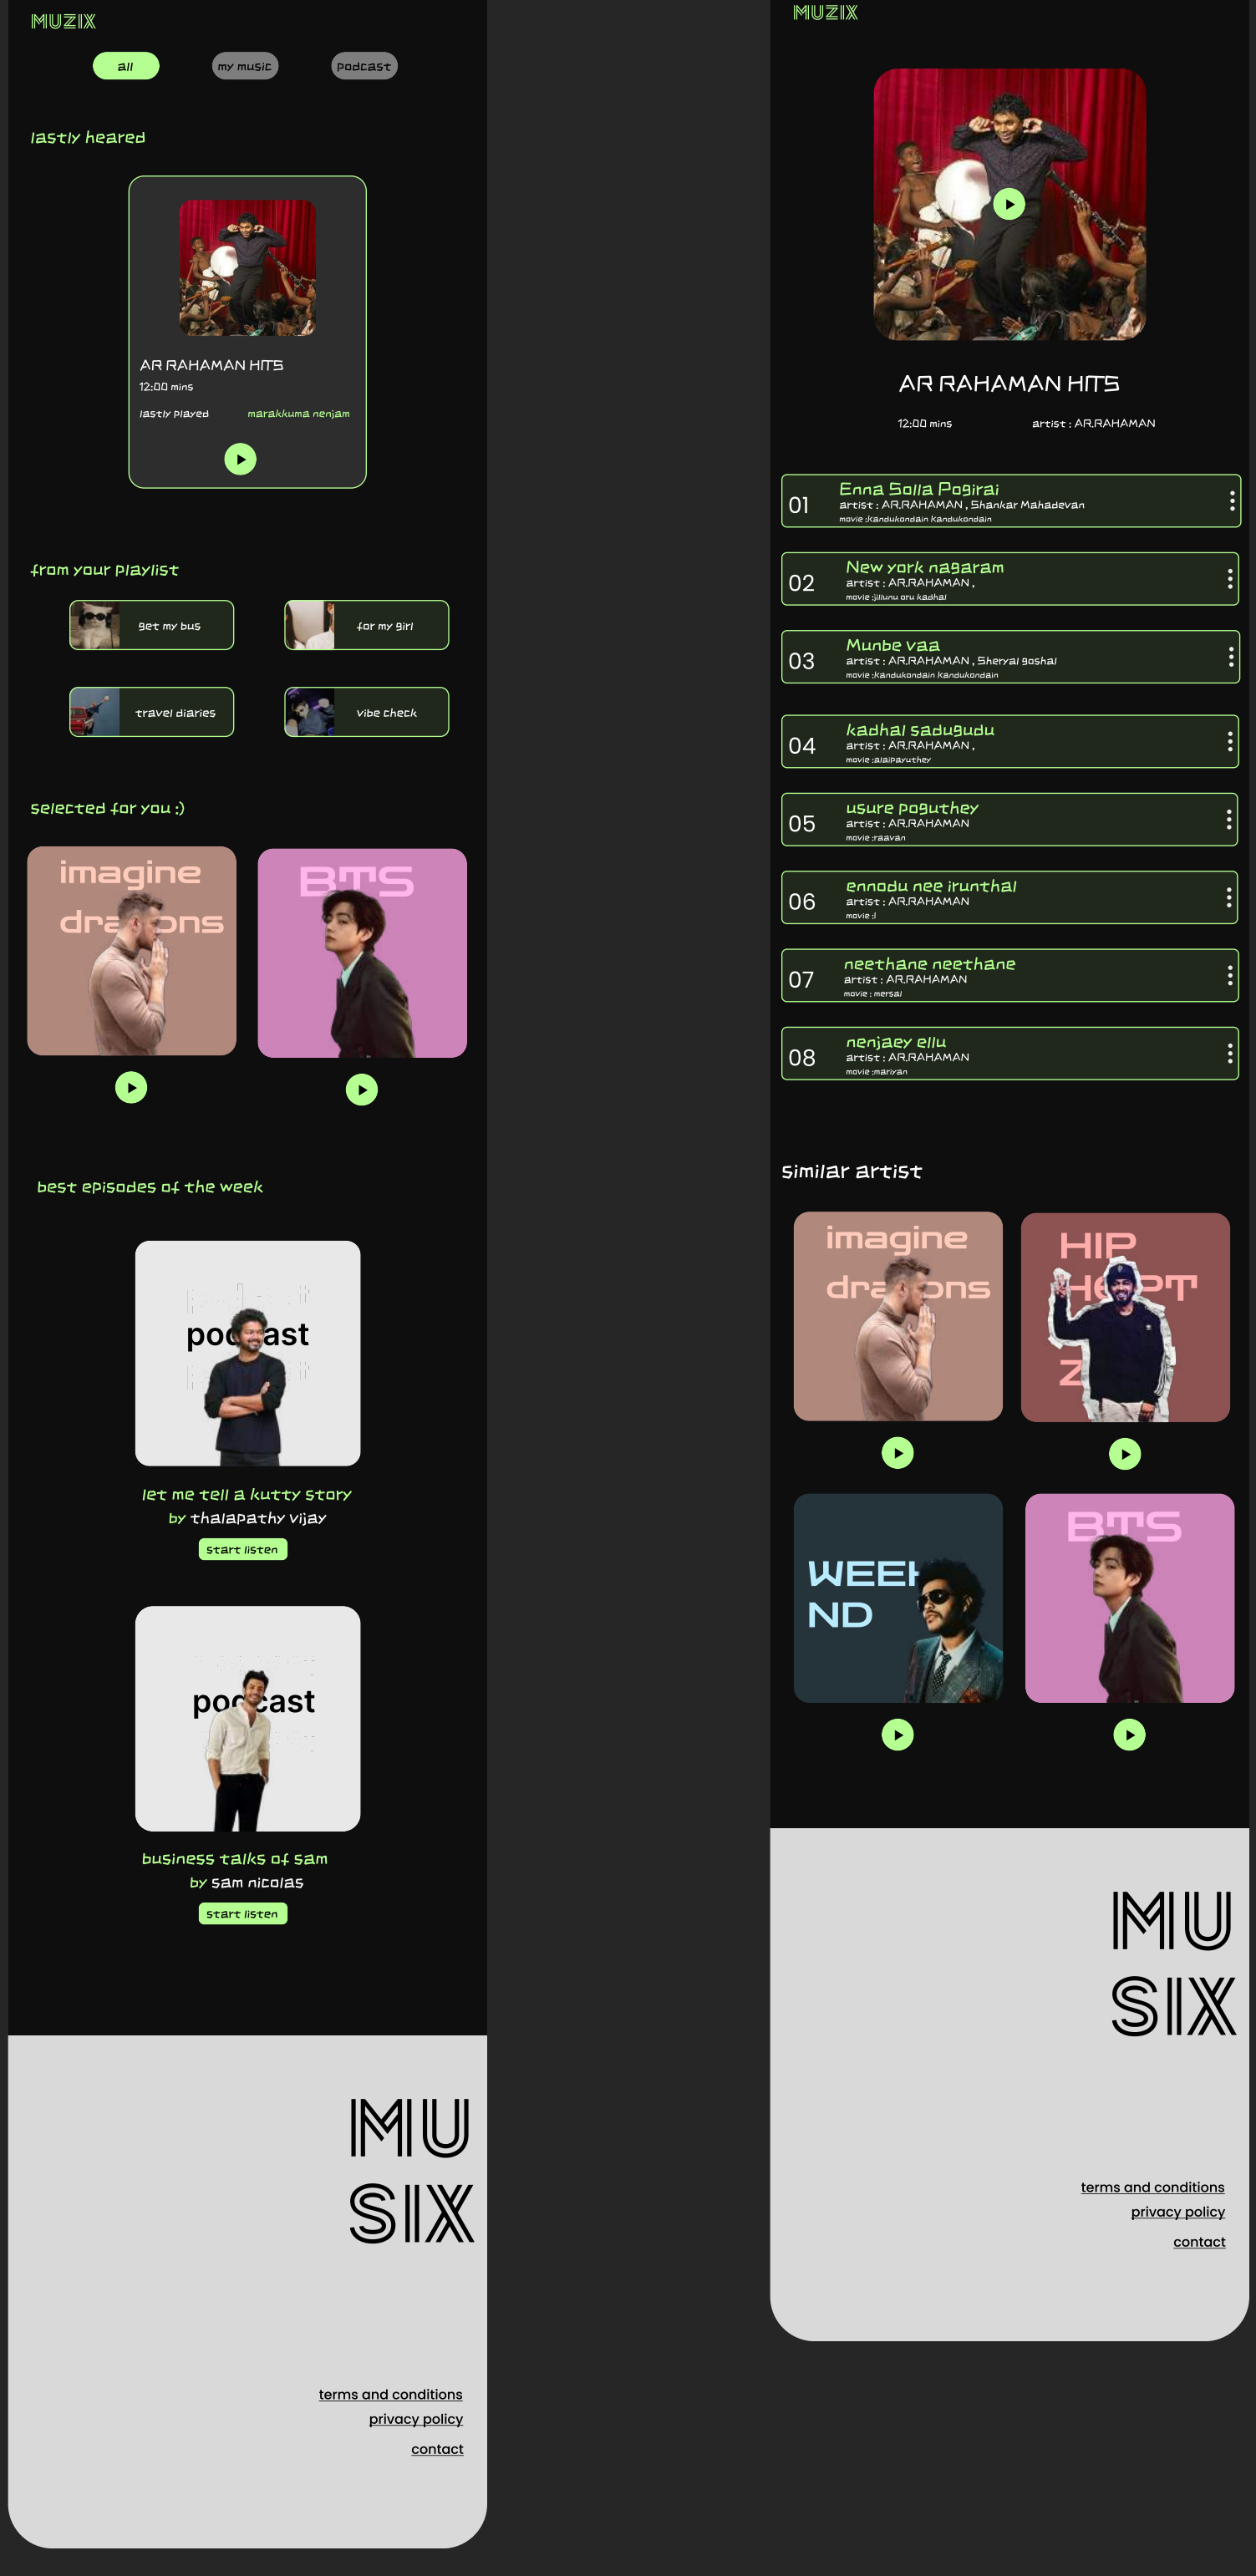 MUZIX
all
my music
podcast
lastly heared
AR RAHAMAN HITS
12:00 mins
lastly played
marakkuma nenjam
from your playlist
get my bus
for my girl
travel diaries
vibe check
selected for you :)
imagine
BTS
best episodes of the week
let me tell a kutty story
by thalapathy vijay
start listen
business talks of sam
by sam nicolas
start listen
MU
SIX
terms and conditions
privacy policy
contact
MUZIX
AR RAHAMAN HITS
12:00 mins
artist : AR.RAHAMAN
01
Enna Solla Pogirai
artist : AR.RAHAMAN , Shankar Mahadevan
movie :Kandukondain Kandukondain
02
New york nagaram
artist : AR.RAHAMAN ,
movie :jillunu oru kadhal
03
Munbe vaa
artist : AR.RAHAMAN , Sheryal goshal
movie :Kandukondain Kandukondain
04
kadhal sadugudu
artist : AR.RAHAMAN ,
movie :alaipayuthey
05
usure poguthey
artist : AR.RAHAMAN
movie :raavan
06
ennodu nee irunthal
artist : AR.RAHAMAN
movie :I
07
neethane neethane
artist : AR.RAHAMAN
movie : mersal
08
nenjaey ellu
artist : AR.RAHAMAN
movie :mariyan
similar artist
imagine
HIP
BTS
ND
MU
SIX
terms and conditions
privacy policy
contact